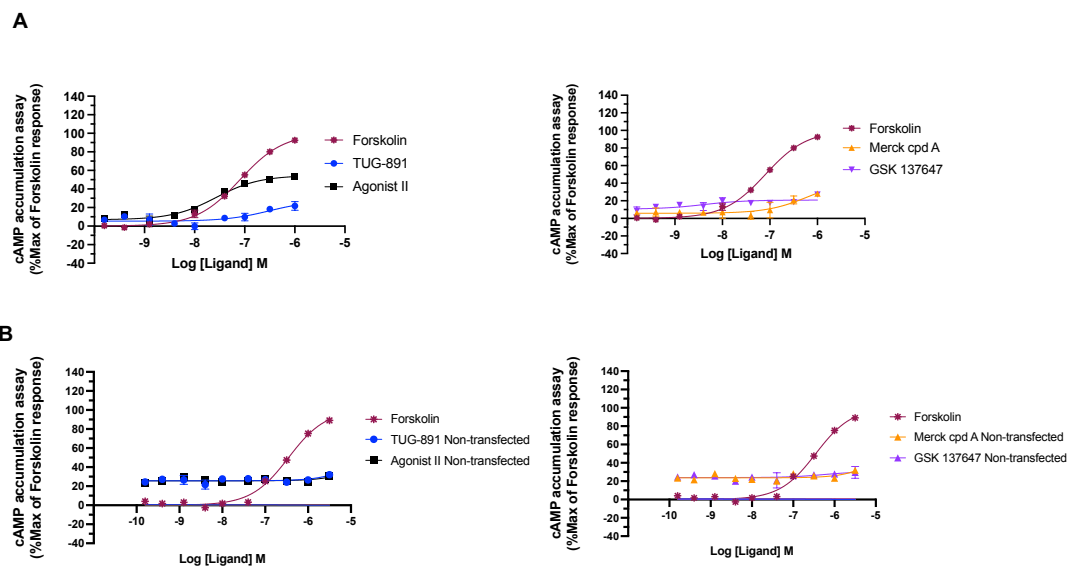 A
cAMP accumulation assay
(%Max of Forskolin response)
140
120
100
80
60
40
20
0
-20
-40
-9
-8
-7
-6
-5
Log [Ligand] M
Forskolin
TUG-891
Agonist II
cAMP accumulation assay
(%Max of Forskolin response)
140
120
100
80
60
40
20
0
-20
-40
-9
-8
-7
-6
-5
Log [Ligand] M
Forskolin
Merck cpd A
GSK 137647
B
cAMP accumulation assay
(%Max of Forskolin response)
140
120
100
80
60
40
20
0
-20
-40
-10
-9
-8
-7
-6
-5
Log [Ligand] M
Forskolin
TUG-891 Non-transfected
Agonist II Non-transfected
cAMP accumulation assay
(%Max of Forskolin response)
140
120
100
80
60
40
20
0
-20
-40
-10
-9
-8
-7
-6
-5
Log [Ligand] M
Forskolin
Merck cpd A Non-transfected
GSK 137647 Non-transfected